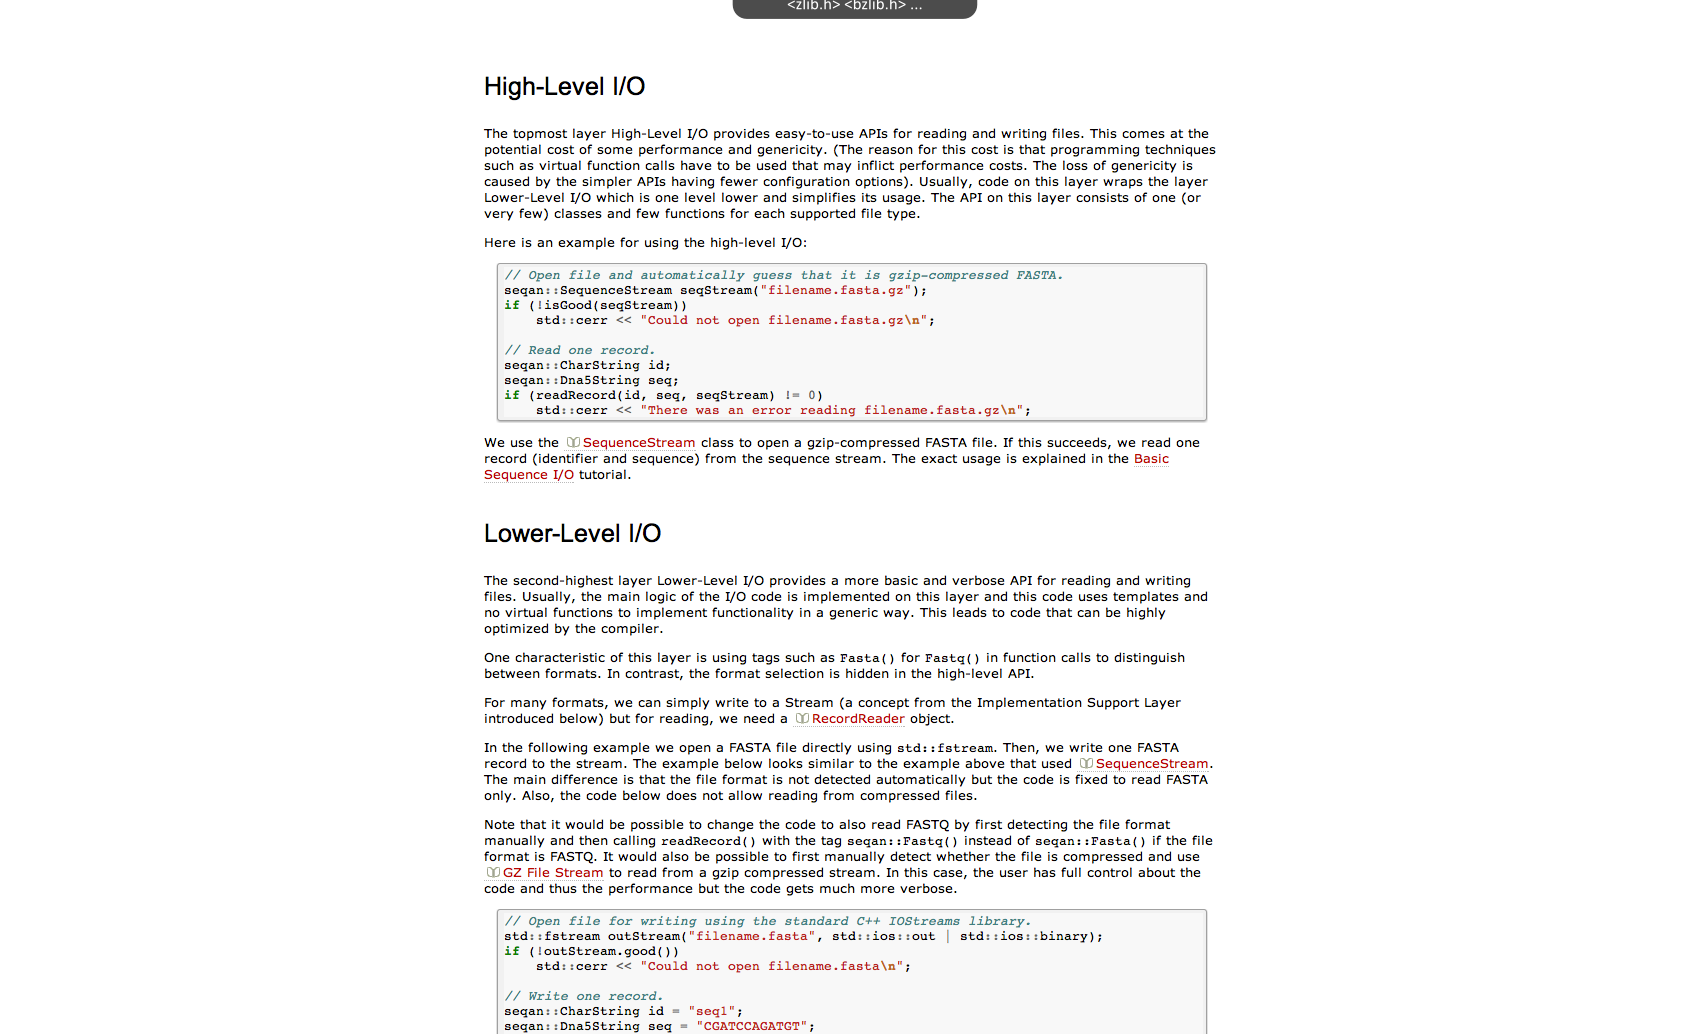 <zlib.h> <bzlib.h> ...
High-Level I/O
The topmost layer High-Level I/O provides easy-to-use APIs for reading and writing files. This comes at the
potential cost of some performance and genericity. (The reason for this cost is that programming techniques
such as virtual function calls have to be used that may inflict performance costs. The loss of genericity is
caused by the simpler APIs having fewer configuration options). Usually, code on this layer wraps the layer
Lower-Level I/O which is one level lower and simplifies its usage. The API on this layer consists of one (or
very few) classes and few functions for each supported file type.
Here is an example for using the high-level I/O:
// Open file and automatically guess that it is gzip-compressed FASTA.
seqan::SequenceStream seqStream("filename.fasta.gz");
if (!isGood(seqStream))
    std::cerr << "Could not open filename.fasta.gz\n";
// Read one record.
seqan::CharString id;
seqan::Dna5String seq;
if (readRecord(id, seq, seqStream) != 0)
    std::cerr << "There was an error reading filename.fasta.gz\n";
We use the SequenceStream class to open a gzip-compressed FASTA file. If this succeeds, we read one
record (identifier and sequence) from the sequence stream. The exact usage is explained in the Basic
Sequence I/O tutorial.
Lower-Level I/O
The second-highest layer Lower-Level I/O provides a more basic and verbose API for reading and writing
files. Usually, the main logic of the I/O code is implemented on this layer and this code uses templates and
no virtual functions to implement functionality in a generic way. This leads to code that can be highly
optimized by the compiler.
One characteristic of this layer is using tags such as Fasta() for Fastq() in function calls to distinguish
between formats. In contrast, the format selection is hidden in the high-level API.
For many formats, we can simply write to a Stream (a concept from the Implementation Support Layer
introduced below) but for reading, we need a RecordReader object.
In the following example we open a FASTA file directly using std::fstream. Then, we write one FASTA
record to the stream. The example below looks similar to the example above that used SequenceStream.
The main difference is that the file format is not detected automatically but the code is fixed to read FASTA
only. Also, the code below does not allow reading from compressed files.
Note that it would be possible to change the code to also read FASTQ by first detecting the file format
manually and then calling readRecord() with the tag seqan::Fastq() instead of seqan::Fasta() if the file
format is FASTQ. It would also be possible to first manually detect whether the file is compressed and use
GZ File Stream to read from a gzip compressed stream. In this case, the user has full control about the
code and thus the performance but the code gets much more verbose.
// Open file for writing using the standard C++ IOStreams library.
std::fstream outStream("filename.fasta", std::ios::out | std::ios::binary);
if (!outStream.good())
    std::cerr << "Could not open filename.fasta\n";
// Write one record.
seqan::CharString id = "seq1";
seqan::Dna5String seq = "CGATCCAGATGT";